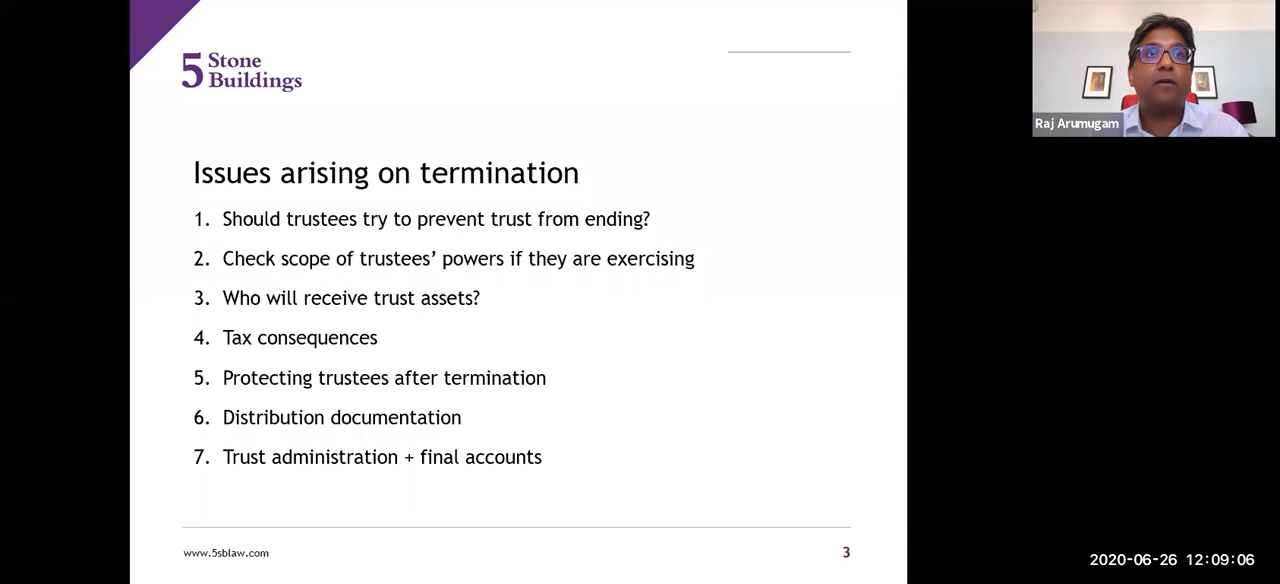 5 Stone
Buildings
Raj Arumugam
Issues arising on termination
1. Should trustees try to prevent trust from ending?
2. Check scope of trustees’ powers if they are exercising
3. Who will receive trust assets?
4. Tax consequences
5. Protecting trustees after termination
6. Distribution documentation
7. Trust administration + final accounts
www.5sblaw.com
3
2020-06-26 12:09:06